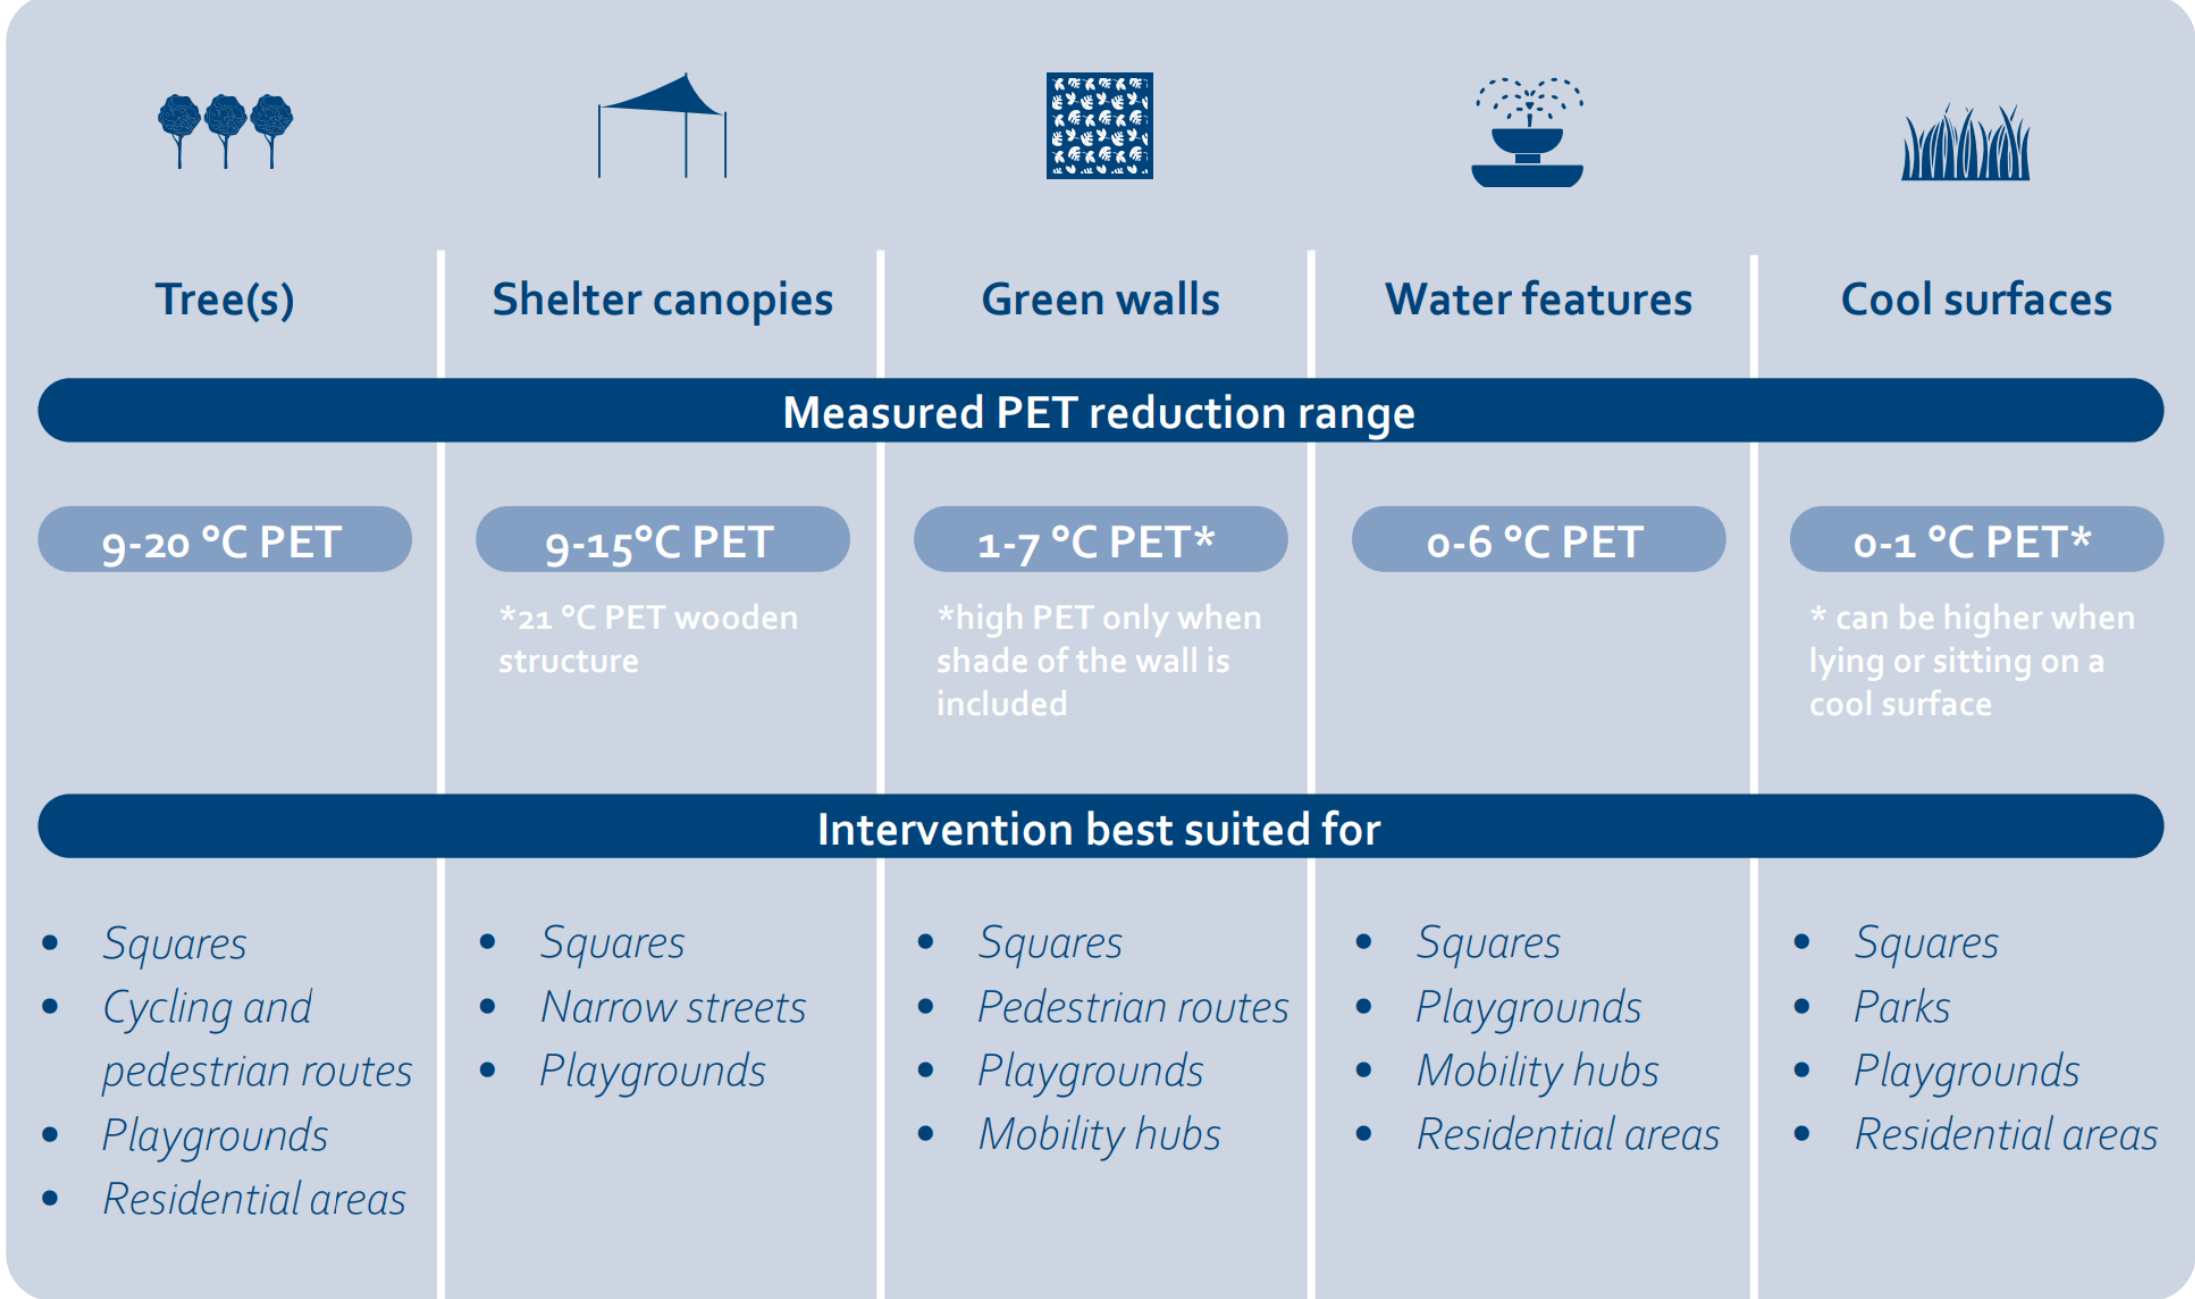 Tree(s)
Shelter canopies
Green walls
Water features
Cool surfaces
Measured PET reduction range
9-20 °C PET
9-15°C PET
1-7 °C PET*
0-6 °C PET
0-1 °C PET*
*21 °C PET wooden
structure
*high PET only when
shade of the wall is
included
* can be higher when
lying or sitting on a
cool surface
Intervention best suited for
• Squares
• Cycling and
pedestrian routes
• Playgrounds
• Residential areas
• Squares
• Narrow streets
• Playgrounds
• Squares
• Pedestrian routes
• Playgrounds
• Mobility hubs
• Squares
• Playgrounds
• Mobility hubs
• Residential areas
• Squares
• Parks
• Playgrounds
• Residential areas